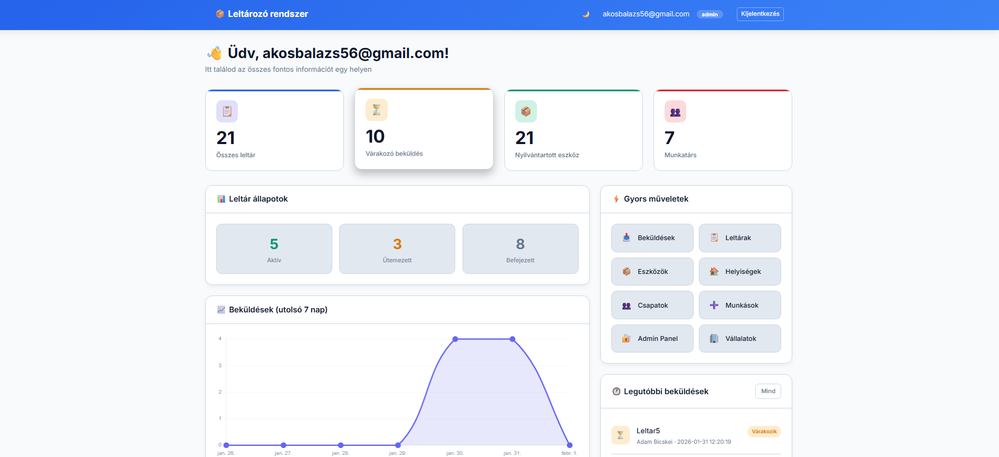 Leltározó rendszer
akosbalazs56@gmail.com admin Kijelentkezés
Üdv, akosbalazs56@gmail.com!
Itt találod az összes fontos információt egy helyen
21
Összes leltár
10
Várakozó beküldés
21
Nyilvántartott eszköz
7
Munkatárs
Leltár állapotok
5
Aktív
3
Ütemezett
8
Befejezett
Beküldések (utolsó 7 nap)
4
3
2
1
0
jan. 26. jan. 27. jan. 28. jan. 29. jan. 30. jan. 31. febr. 1.
Gyors műveletek
Beküldések Leltárak
Eszközök Helyiségek
Csapatok Munkások
Admin Panel Vállalatok
Legutóbbi beküldések Mind
Leltar5 Várakozik
Adam Bicskei · 2026-01-31 12:20:19